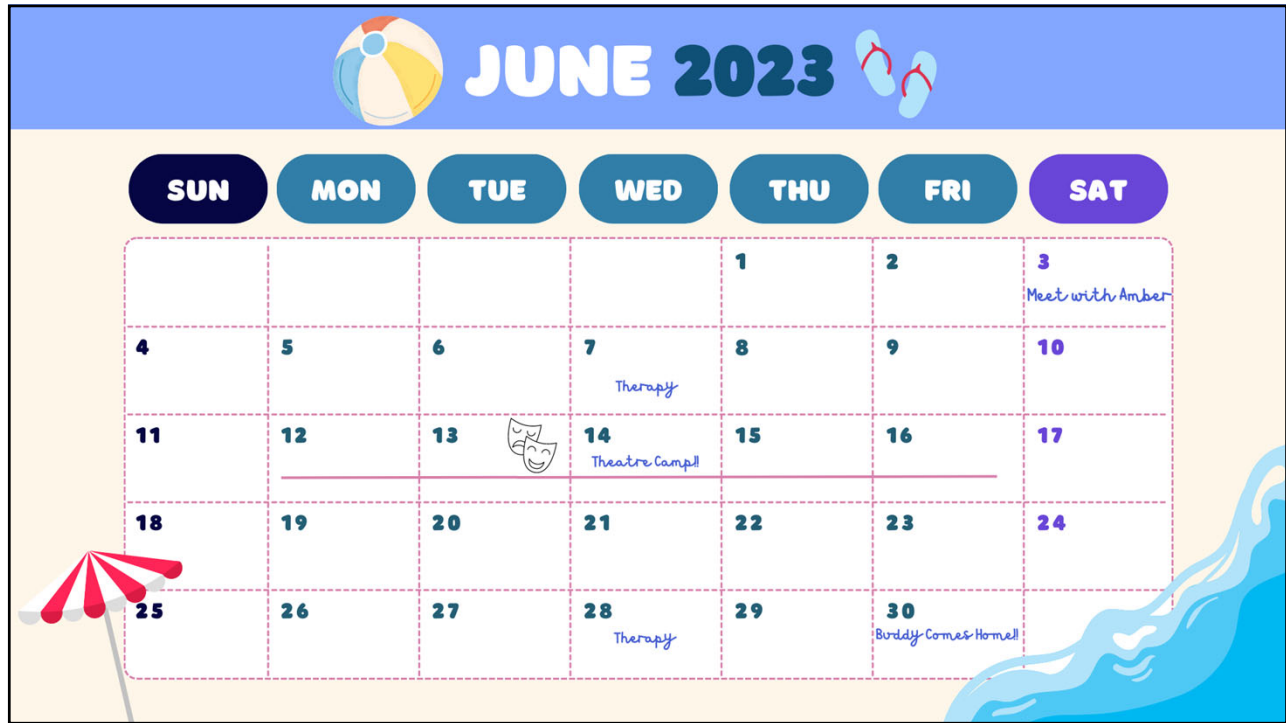 JUNE 2023
SUN MON TUE WED THU FRI SAT
1 2 3
Meet with Amber
4 5 6 7 8 9 10
Therapy
11 12 13 14 15 16 17
Theatre Camp!!
18 19 20 21 22 23 24
25 26 27 28 29 30
Therapy Buddy Comes Home!!